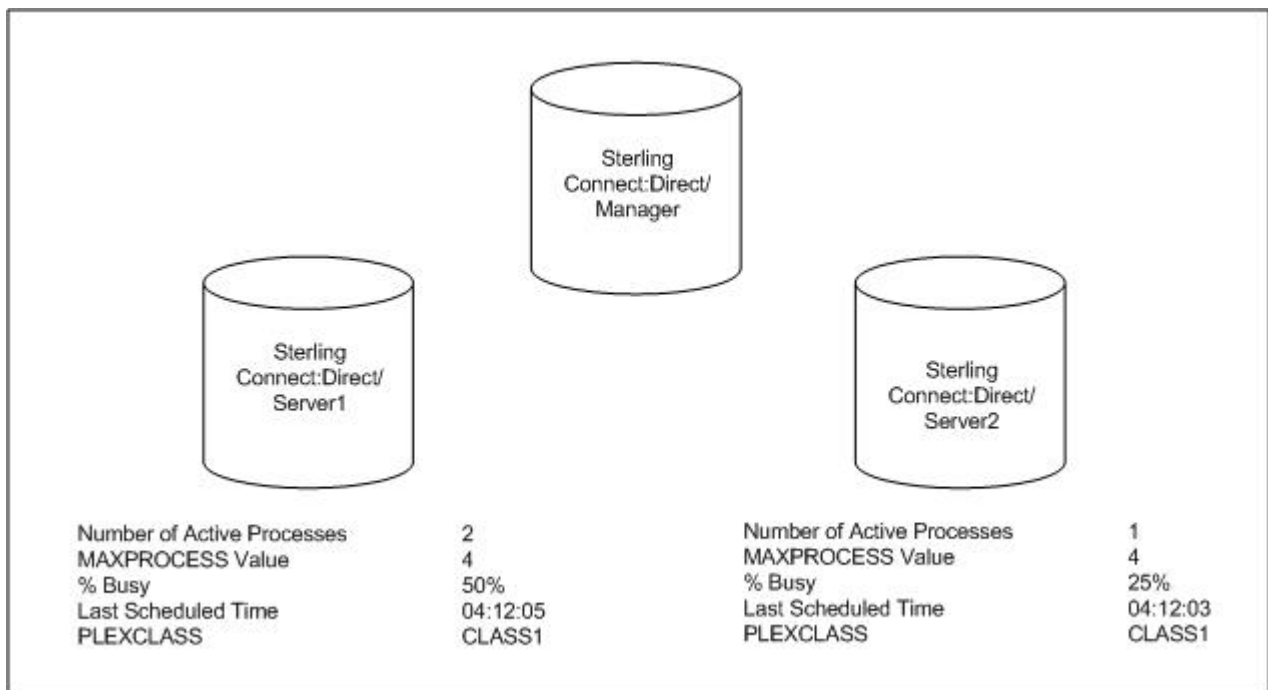 Sterling
Connect:Direct/
Manager
Sterling
Connect:Direct/
Server1
Sterling
Connect:Direct/
Server2
Number of Active Processes 2
MAXPROCESS Value 4
% Busy 50%
Last Scheduled Time 04:12:05
PLEXCLASS CLASS1
Number of Active Processes 1
MAXPROCESS Value 4
% Busy 25%
Last Scheduled Time 04:12:03
PLEXCLASS CLASS1